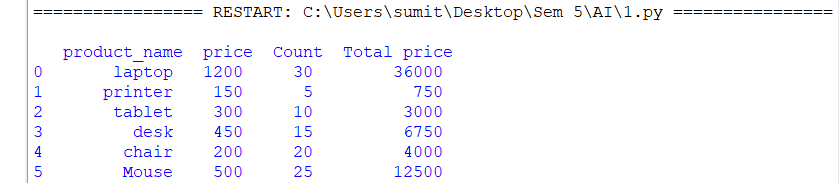 ================= RESTART: C:\Users\sumit\Desktop\Sem 5\AI\1.py ================
product_name price Count Total price
0 laptop 1200 30 36000
1 printer 150 5 750
2 tablet 300 10 3000
3 desk 450 15 6750
4 chair 200 20 4000
5 Mouse 500 25 12500